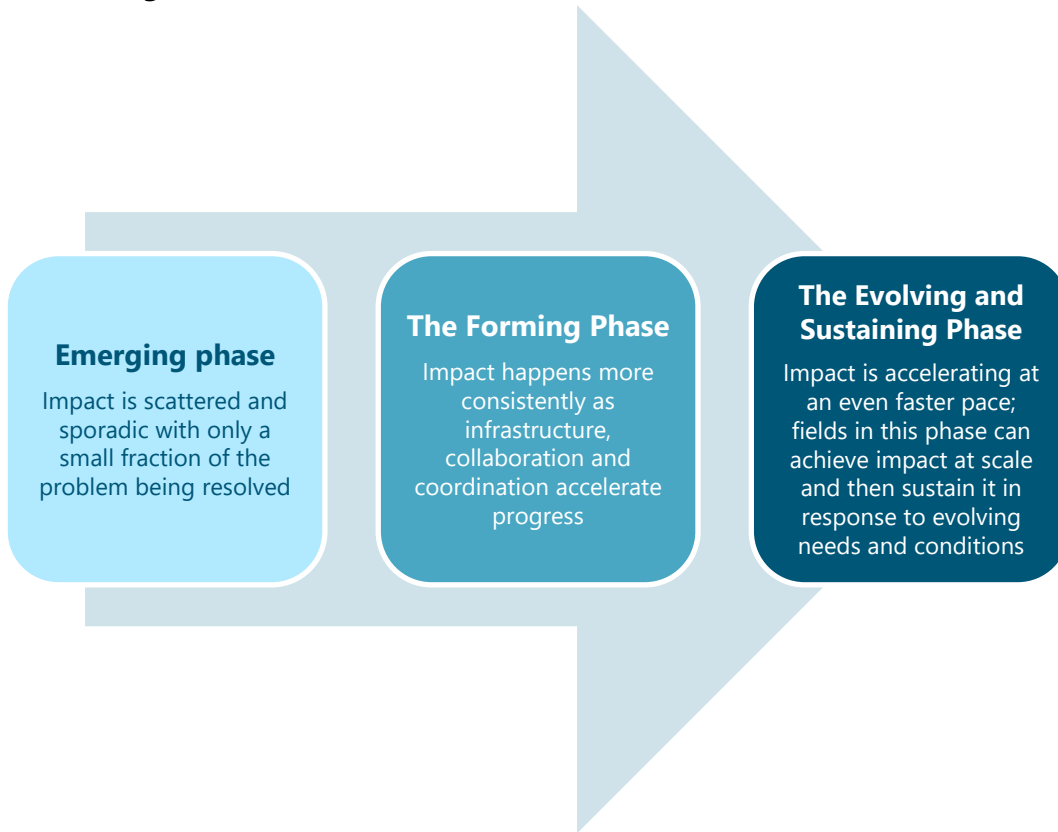 Emerging phase
Impact is scattered and
sporadic with only a
small fraction of the
problem being resolved
The Forming Phase
Impact happens more
consistently as
infrastructure,
collaboration and
coordination accelerate
progress
The Evolving and
Sustaining Phase
Impact is accelerating at
an even faster pace;
fields in this phase can
achieve impact at scale
and then sustain it in
response to evolving
needs and conditions